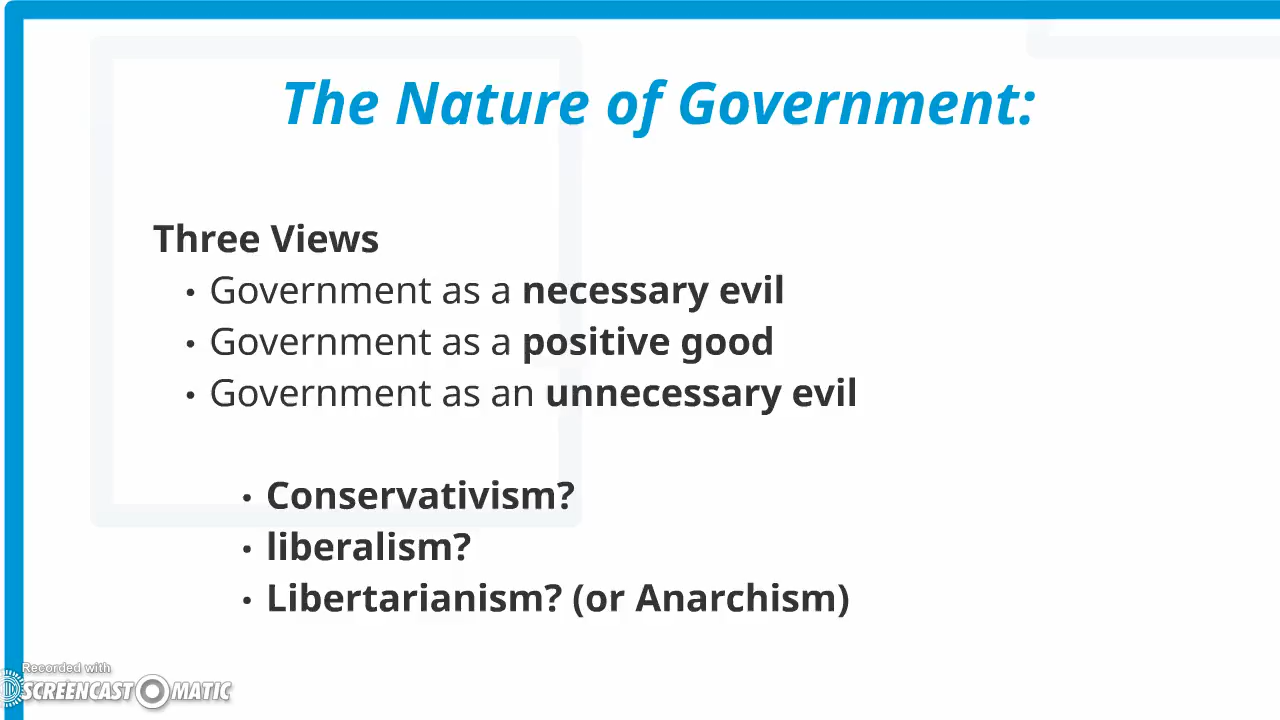 The Nature of Government:
Three Views
• Government as a necessary evil
• Government as a positive good
• Government as an unnecessary evil
• Conservativism?
• liberalism?
• Libertarianism? (or Anarchism)
Recorded with
SCREENCAST MATIC